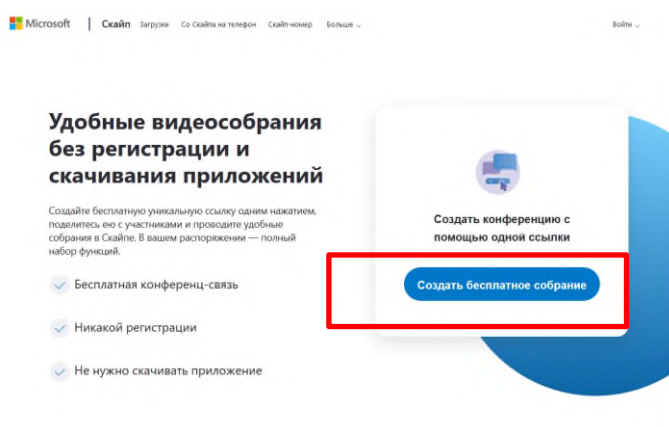 Microsoft | Скайп Загрузки Со Скайпа на телефон Скайп-номер Больше Войти
Удобные видеособрания
без регистрации и
скачивания приложений
Создайте бесплатную уникальную ссылку одним нажатием,
поделитесь ею с участниками и проводите удобные
собрания в Скайпе. В вашем распоряжении — полный
набор функций.
Бесплатная конференц-связь
Никакой регистрации
Не нужно скачивать приложение
Создать конференцию с
помощью одной ссылки
Создать бесплатное собрание